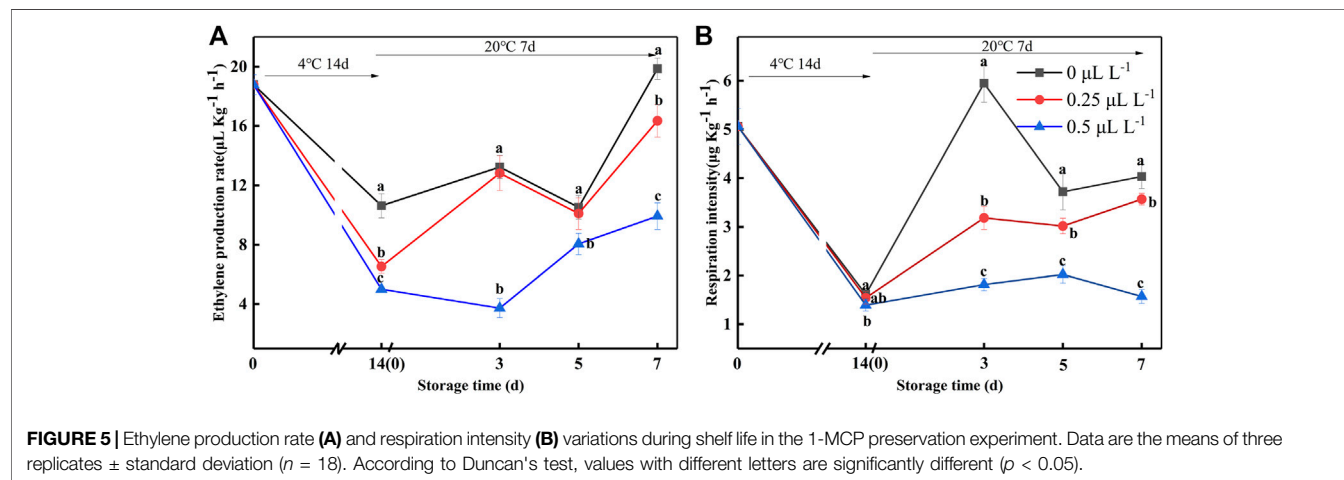 A
20°C 7d
4°C 14d
Ethylene production rate(μL Kg⁻¹ h⁻¹)
20
16
12
8
4
a
b
c
a
b
a
b
a
b
c
0
14(0)
3
5
7
Storage time (d)
B
20°C 7d
4°C 14d
0 μL L⁻¹
0.25 μL L⁻¹
0.5 μL L⁻¹
Respiration intensity(μg Kg⁻¹ h⁻¹)
6
5
4
3
2
1
a
ab
b
a
b
c
a
b
c
a
b
c
0
14(0)
3
5
7
Storage time (d)
FIGURE 5 | Ethylene production rate (A) and respiration intensity (B) variations during shelf life in the 1-MCP preservation experiment. Data are the means of three
replicates ± standard deviation (n = 18). According to Duncan's test, values with different letters are significantly different (p < 0.05).